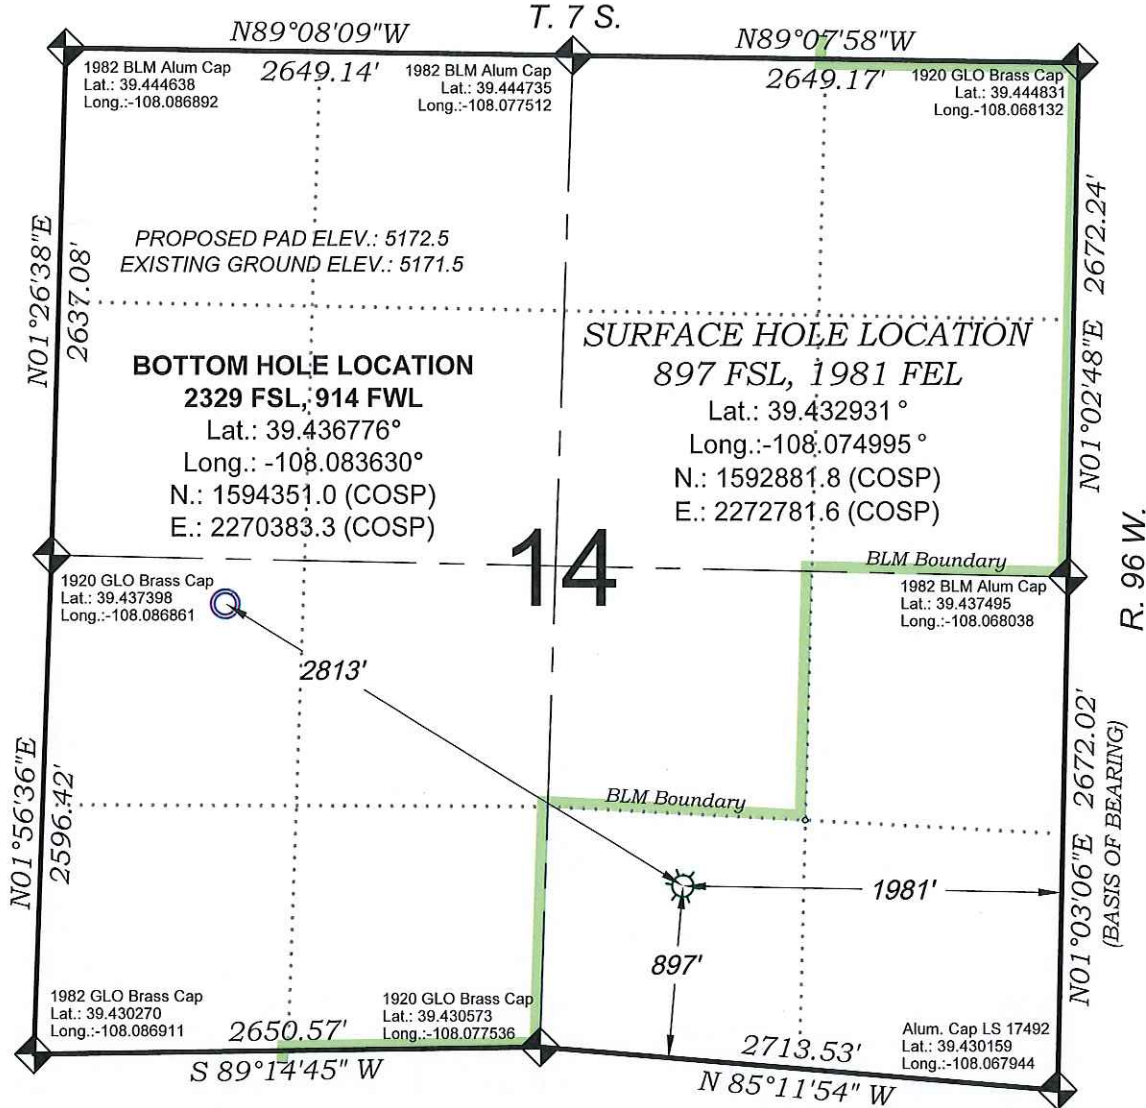 T. 7 S.
N89°08'09"W
N89°07'58"W
1982 BLM Alum Cap
Lat.: 39.444638
Long.:-108.086892
2649.14'
1982 BLM Alum Cap
Lat.: 39.444735
Long.:-108.077512
2649.17'
1920 GLO Brass Cap
Lat.: 39.444831
Long.-108.068132
N01°26'38"E
2637.08'
PROPOSED PAD ELEV.: 5172.5
EXISTING GROUND ELEV.: 5171.5
N01°02'48"E 2672.24'
BOTTOM HOLE LOCATION
2329 FSL, 914 FWL
Lat.: 39.436776°
Long.: -108.083630°
N.: 1594351.0 (COSP)
E.: 2270383.3 (COSP)
SURFACE HOLE LOCATION
897 FSL, 1981 FEL
Lat.: 39.432931°
Long.:-108.074995°
N.: 1592881.8 (COSP)
E.: 2272781.6 (COSP)
14
BLM Boundary
R. 96 W.
1920 GLO Brass Cap
Lat.: 39.437398
Long.:-108.086861
1982 BLM Alum Cap
Lat.: 39.437495
Long.:-108.068038
2813'
N01°56'36"E
2596.42'
BLM Boundary
N01°03'06"E 2672.02'
(BASIS OF BEARING)
1981'
897'
1982 GLO Brass Cap
Lat.: 39.430270
Long.:-108.086911
2650.57'
S 89°14'45" W
1920 GLO Brass Cap
Lat.: 39.430573
Long.:-108.077536
2713.53'
N 85°11'54" W
Alum. Cap LS 17492
Lat.: 39.430159
Long.:-108.067944